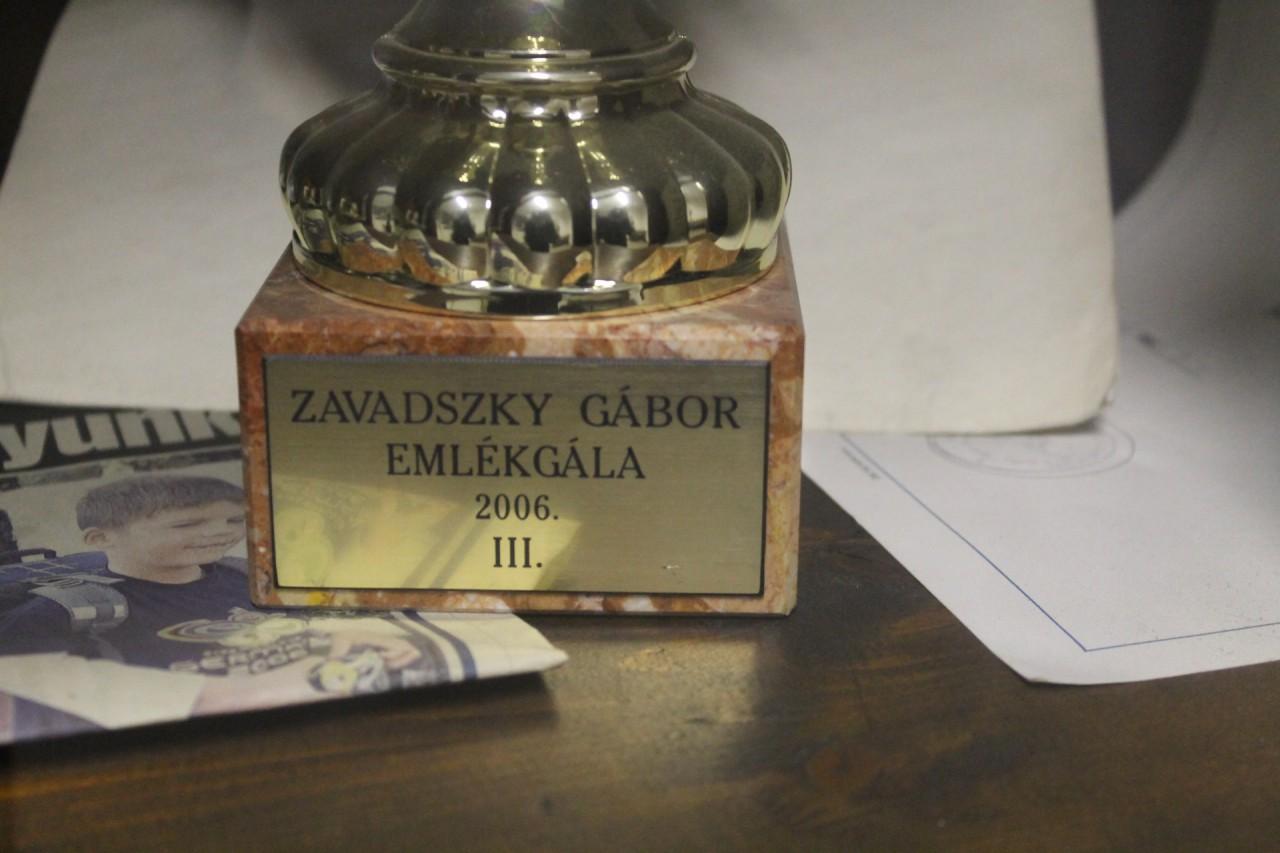 ZAVADSZKY GÁBOR
EMLÉKGÁLA
2006.
III.